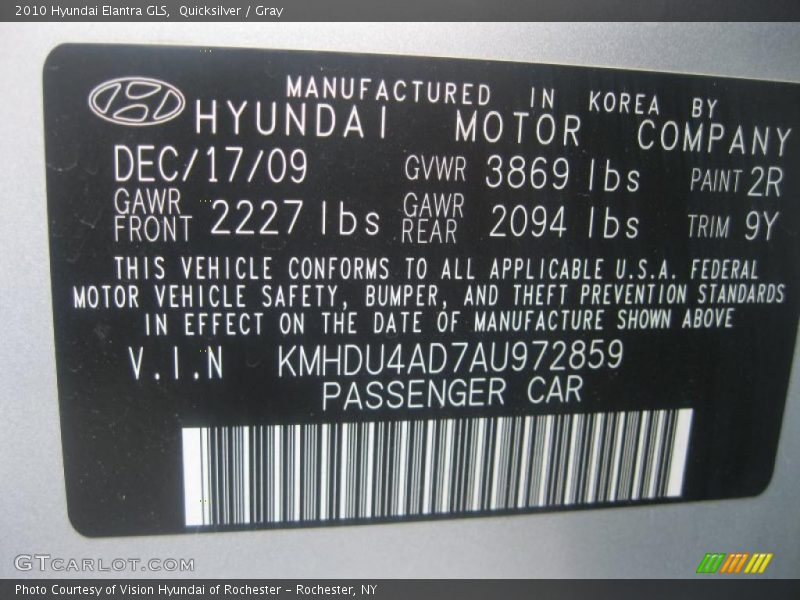 2010 Hyundai Elantra GLS,  Quicksilver / Gray
MANUFACTURED IN KOREA BY
HYUNDAI MOTOR COMPANY
DEC/17/09 GVWR 3869 lbs PAINT 2R
GAWR FRONT 2227 lbs GAWR REAR 2094 lbs TRIM 9Y
THIS VEHICLE CONFORMS TO ALL APPLICABLE U.S.A. FEDERAL
MOTOR VEHICLE SAFETY, BUMPER, AND THEFT PREVENTION STANDARDS
IN EFFECT ON THE DATE OF MANUFACTURE SHOWN ABOVE
V.I.N KMHDU4AD7AU972859
PASSENGER CAR
GTCARLOT.COM
Photo Courtesy of Vision Hyundai of Rochester – Rochester, NY